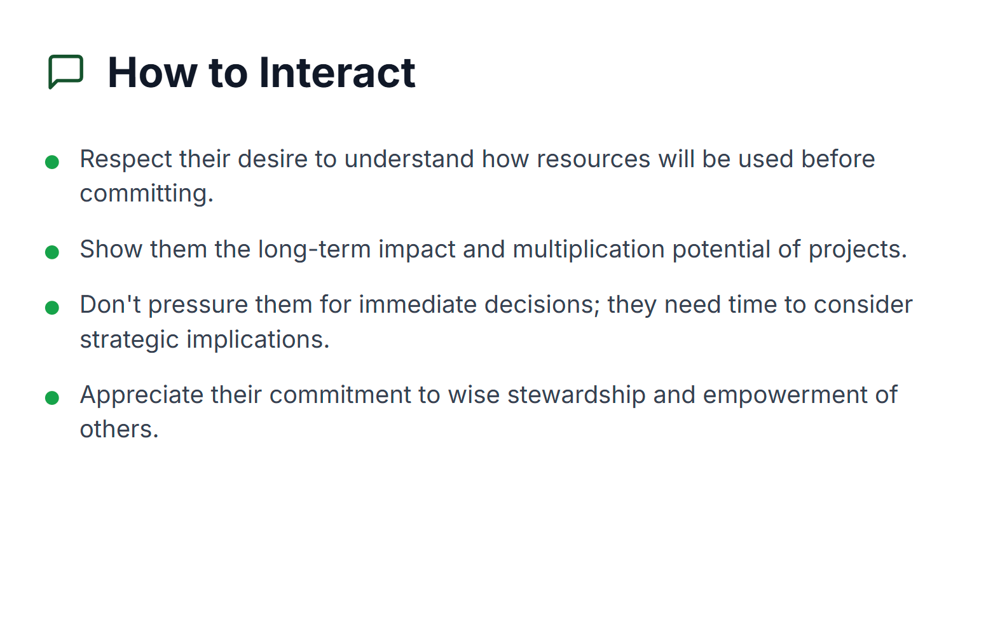 How to Interact
Respect their desire to understand how resources will be used before
committing.
Show them the long-term impact and multiplication potential of projects.
Don't pressure them for immediate decisions; they need time to consider
strategic implications.
Appreciate their commitment to wise stewardship and empowerment of
others.